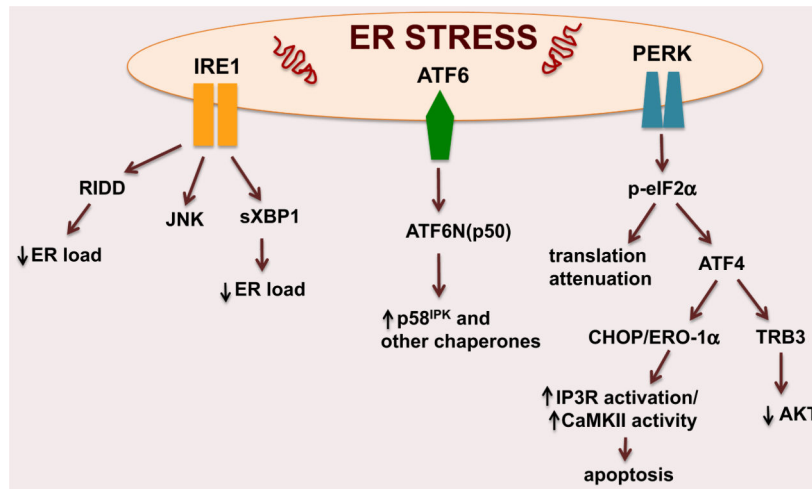 ER STRESS
IRE1
ATF6
PERK
RIDD
JNK
sXBP1
↓ER load
↓ER load
ATF6N(p50)
↑p58ᴵᴾᴷ and
other chaperones
p-eIF2α
translation
attenuation
ATF4
CHOP/ERO-1α
TRB3
↑IP3R activation/
↑CaMKII activity
↓ AKT
apoptosis